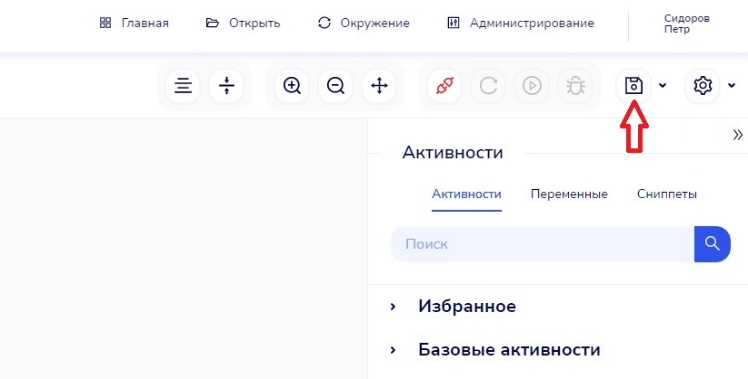 Главная
Открыть
Окружение
Администрирование
Сидоров
Петр
Активности
Активности
Переменные
Сниппеты
Поиск
Избранное
Базовые активности